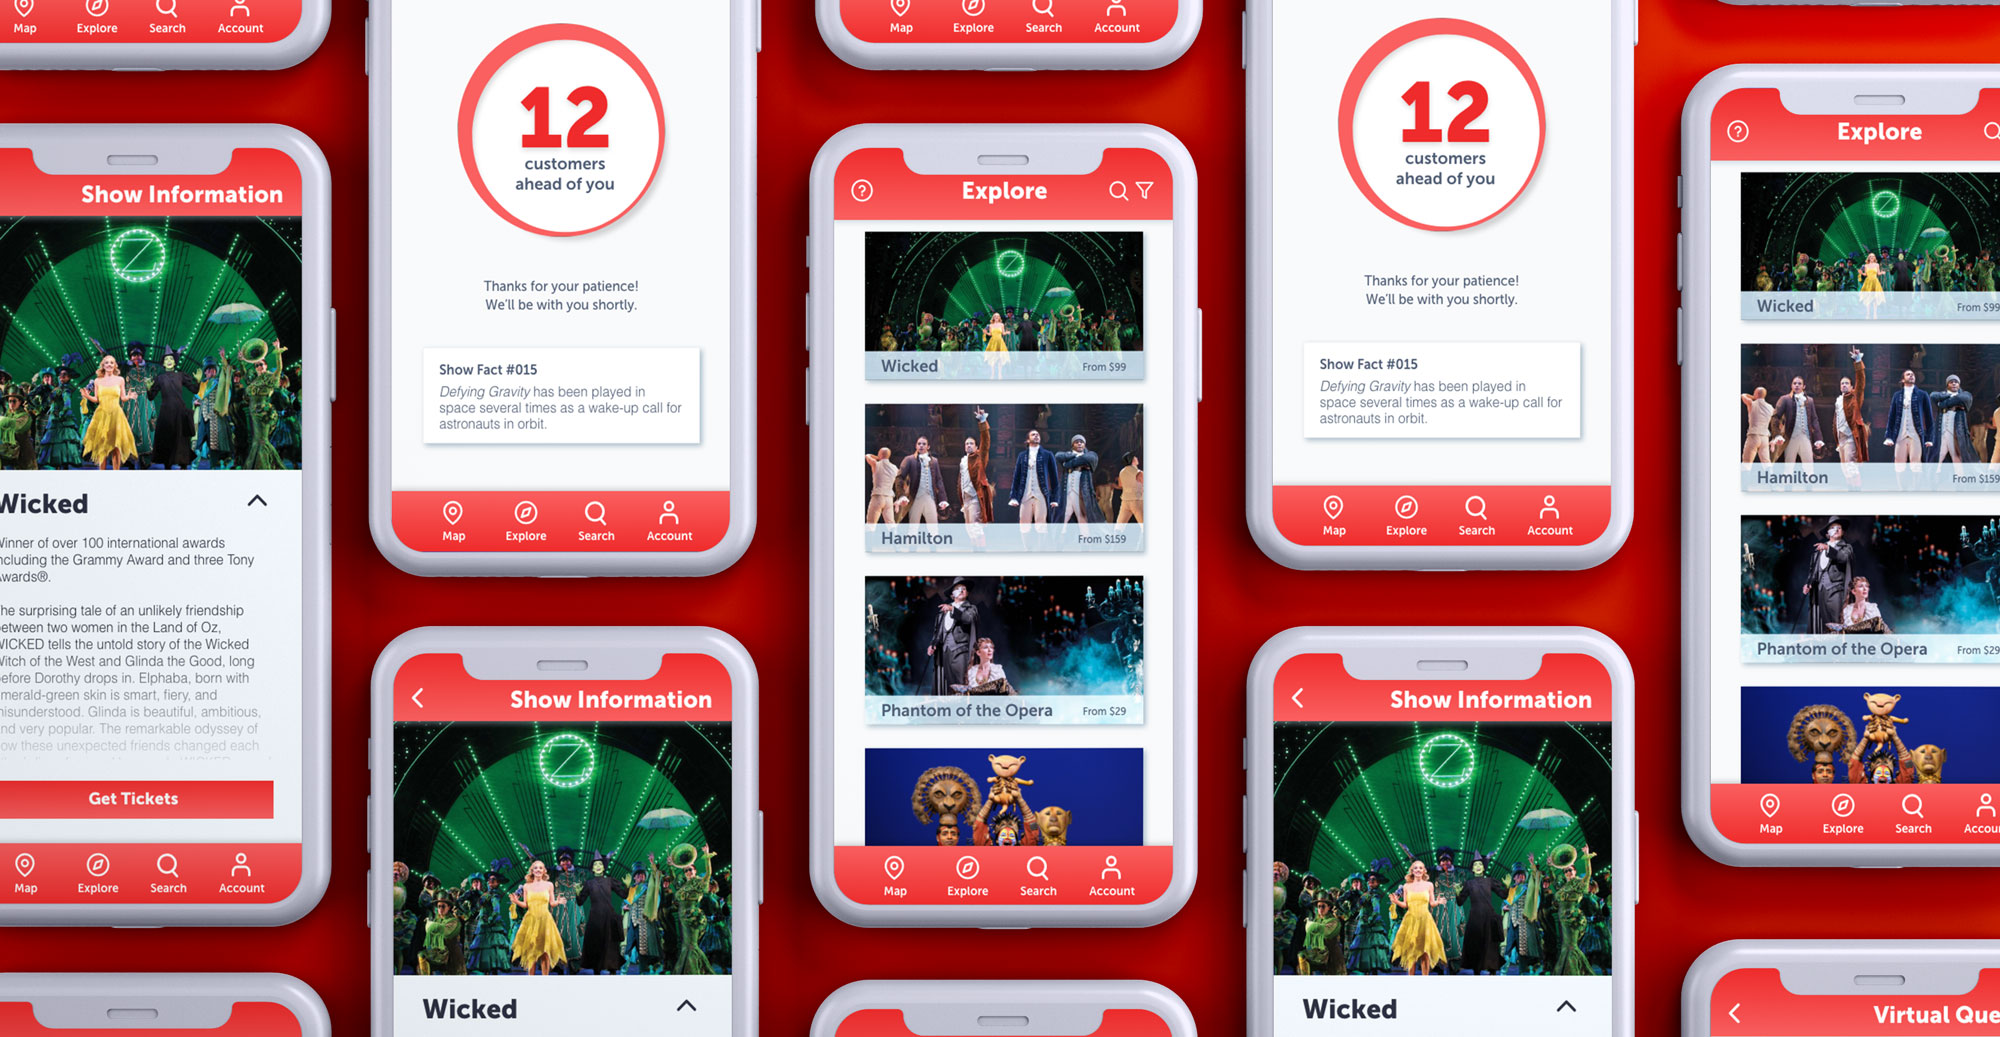 Map Explore Search Account
Show Information
Wicked
Winner of over 100 international awards
including the Grammy Award and three Tony
Awards®.
The surprising tale of an unlikely friendship
between two women in the Land of Oz,
WICKED tells the untold story of the Wicked
Witch of the West and Glinda the Good, long
before Dorothy drops in. Elphaba, born with
emerald-green skin is smart, fiery, and
misunderstood. Glinda is beautiful, ambitious,
and very popular. The remarkable odyssey of
how these unexpected friends changed each
Get Tickets
Map Explore Search Account
12
customers
ahead of you
Thanks for your patience!
We'll be with you shortly.
Show Fact #015
Defying Gravity has been played in
space several times as a wake-up call for
astronauts in orbit.
Map Explore Search Account
Show Information
Wicked
Map Explore Search Account
Explore
Wicked From $99
Hamilton From $159
Phantom of the Opera From $29
Map Explore Search Account
12
customers
ahead of you
Thanks for your patience!
We'll be with you shortly.
Show Fact #015
Defying Gravity has been played in
space several times as a wake-up call for
astronauts in orbit.
Map Explore Search Account
Show Information
Wicked
Explore
Wicked From $99
Hamilton From $159
Phantom of the Opera From $29
Map Explore Search Accou
Virtual Que